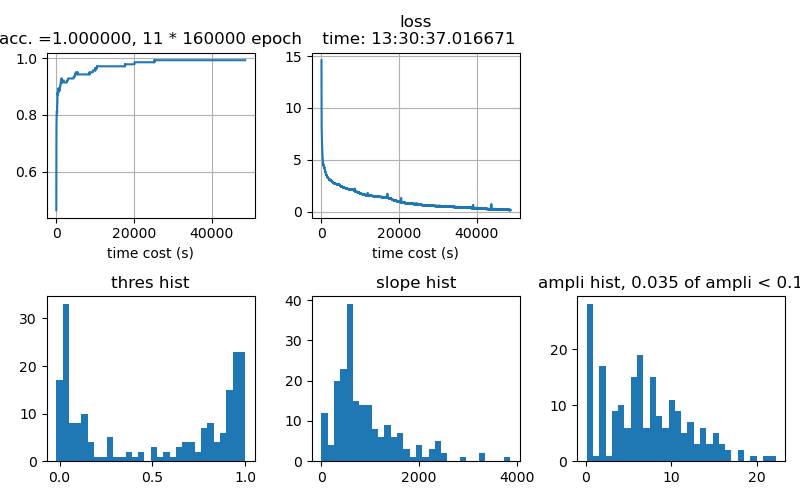 acc. =1.000000, 11 * 160000 epoch
loss
time: 13:30:37.016671
1.0
0.8
0.6
0 20000 40000
time cost (s)
15
10
5
0
0 20000 40000
time cost (s)
thres hist
30
20
10
0
0.0 0.5 1.0
slope hist
40
30
20
10
0
0 2000 4000
ampli hist, 0.035 of ampli < 0.1
20
10
0
0 10 20